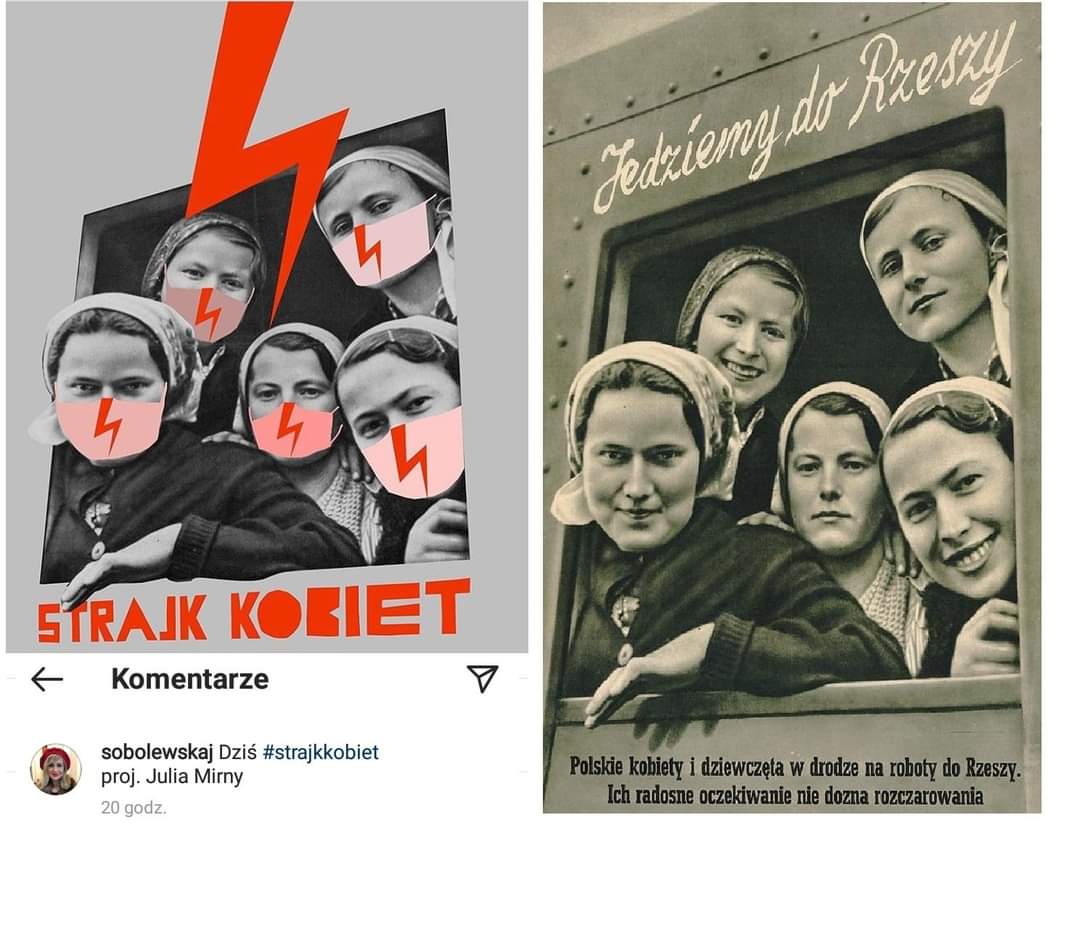 STRAJK KOBIET
Komentarze
sobolewskaj Dziś #strajkkobiet
proj. Julia Mirny
20 godz.
Jedziemy do Rzeszy
Polskie kobiety i dziewczęta w drodze na roboty do Rzeszy.
Ich radosne oczekiwanie nie dozna rozczarowania